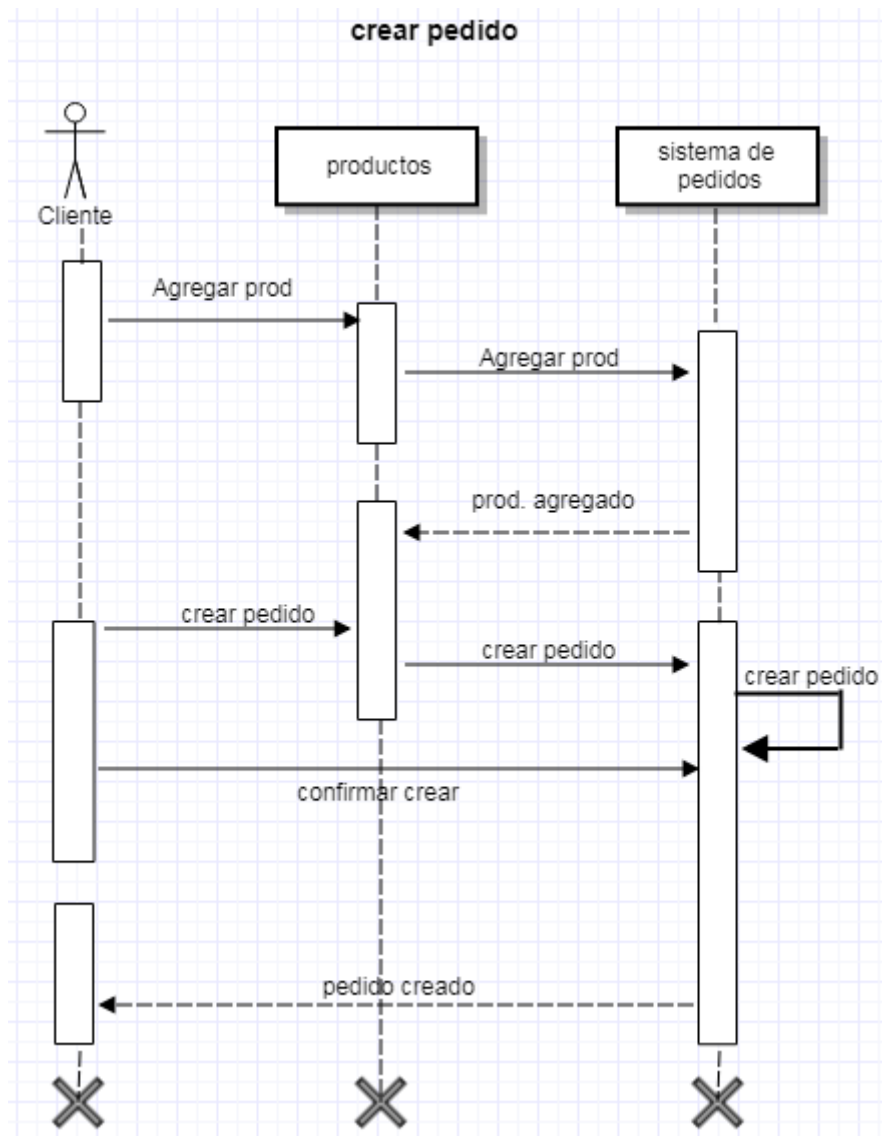 crear pedido
Cliente
productos
sistema de
pedidos
Agregar prod
Agregar prod
prod. agregado
crear pedido
crear pedido
crear pedido
confirmar crear
pedido creado